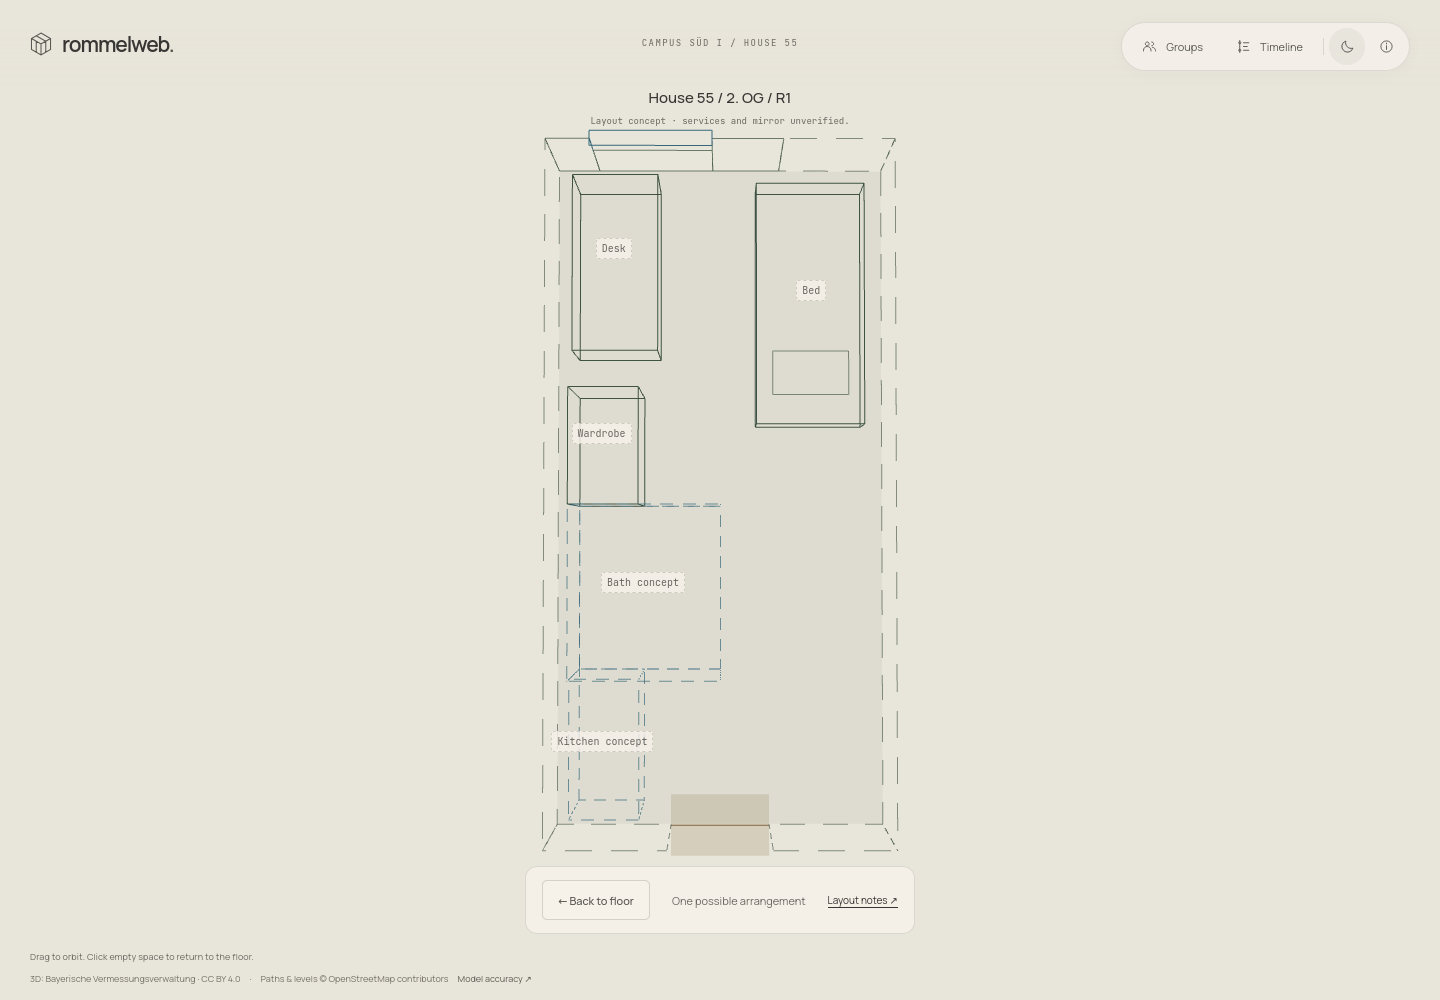 rommelweb.
CAMPUS SÜD I / HOUSE 55
Groups
Timeline
House 55 / 2. OG / R1
Layout concept · services and mirror unverified.
Desk
Bed
Wardrobe
Bath concept
Kitchen concept
← Back to floor
One possible arrangement
Layout notes ↗
Drag to orbit. Click empty space to return to the floor.
3D: Bayerische Vermessungsverwaltung · CC BY 4.0 · Paths & levels © OpenStreetMap contributors Model accuracy ↗